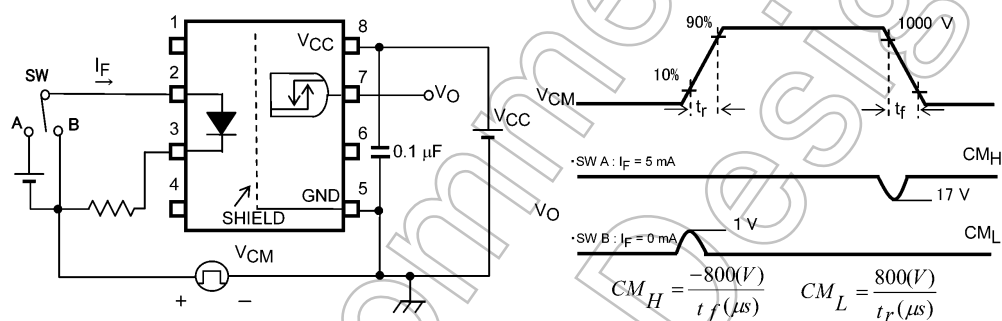 1
8
VCC
IF
SW
2
7
VO
A
B
VCC
3
6
0.1 μF
4
GND
5
SHIELD
VCM
+
−
90%
1000 V
10%
VCM
tr
tf
・SW A : IF = 5 mA
CMH
17 V
VO
1 V
・SW B : IF = 0 mA
CML
CMH = −800(V) / tf(μs)
CML = 800(V) / tr(μs)